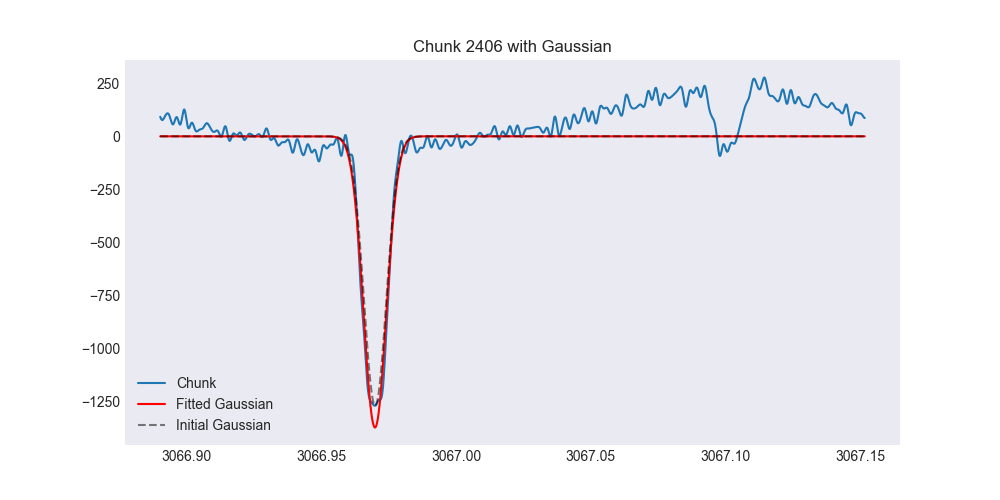 Chunk 2406 with Gaussian
250
0
−250
−500
−750
−1000
−1250
Chunk
Fitted Gaussian
Initial Gaussian
3066.90 3066.95 3067.00 3067.05 3067.10 3067.15